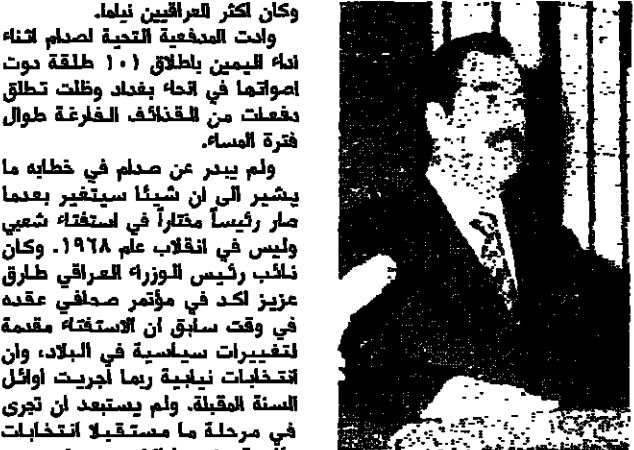 وكان اكثر العراقيين نياما.
وادت المدفعية التحية لصدام اثناء
اداء اليمين باطلاق ١٠١ طلقة دوت
اصواتها في انحاء بغداد وظلت تطلق
دفعات من القذائف الفارغة طوال
فترة المساء.
ولم يبدر عن صدام في خطابه ما
يشير الى ان شيئا سيتغير بعدما
صار رئيساً مختاراً في استفتاء شعبي
وليس في انقلاب عام ١٩٦٨. وكان
نائب رئيس الوزراء العراقي طارق
عزيز اكد في مؤتمر صحافي عقده
في وقت سابق ان الاستفتاء مقدمة
لتغييرات سياسية في البلاد، وان
انتخابات نيابية ربما أجريت أوائل
السنة المقبلة. ولم يستبعد ان تجرى
في مرحلة ما مستقبلا انتخابات